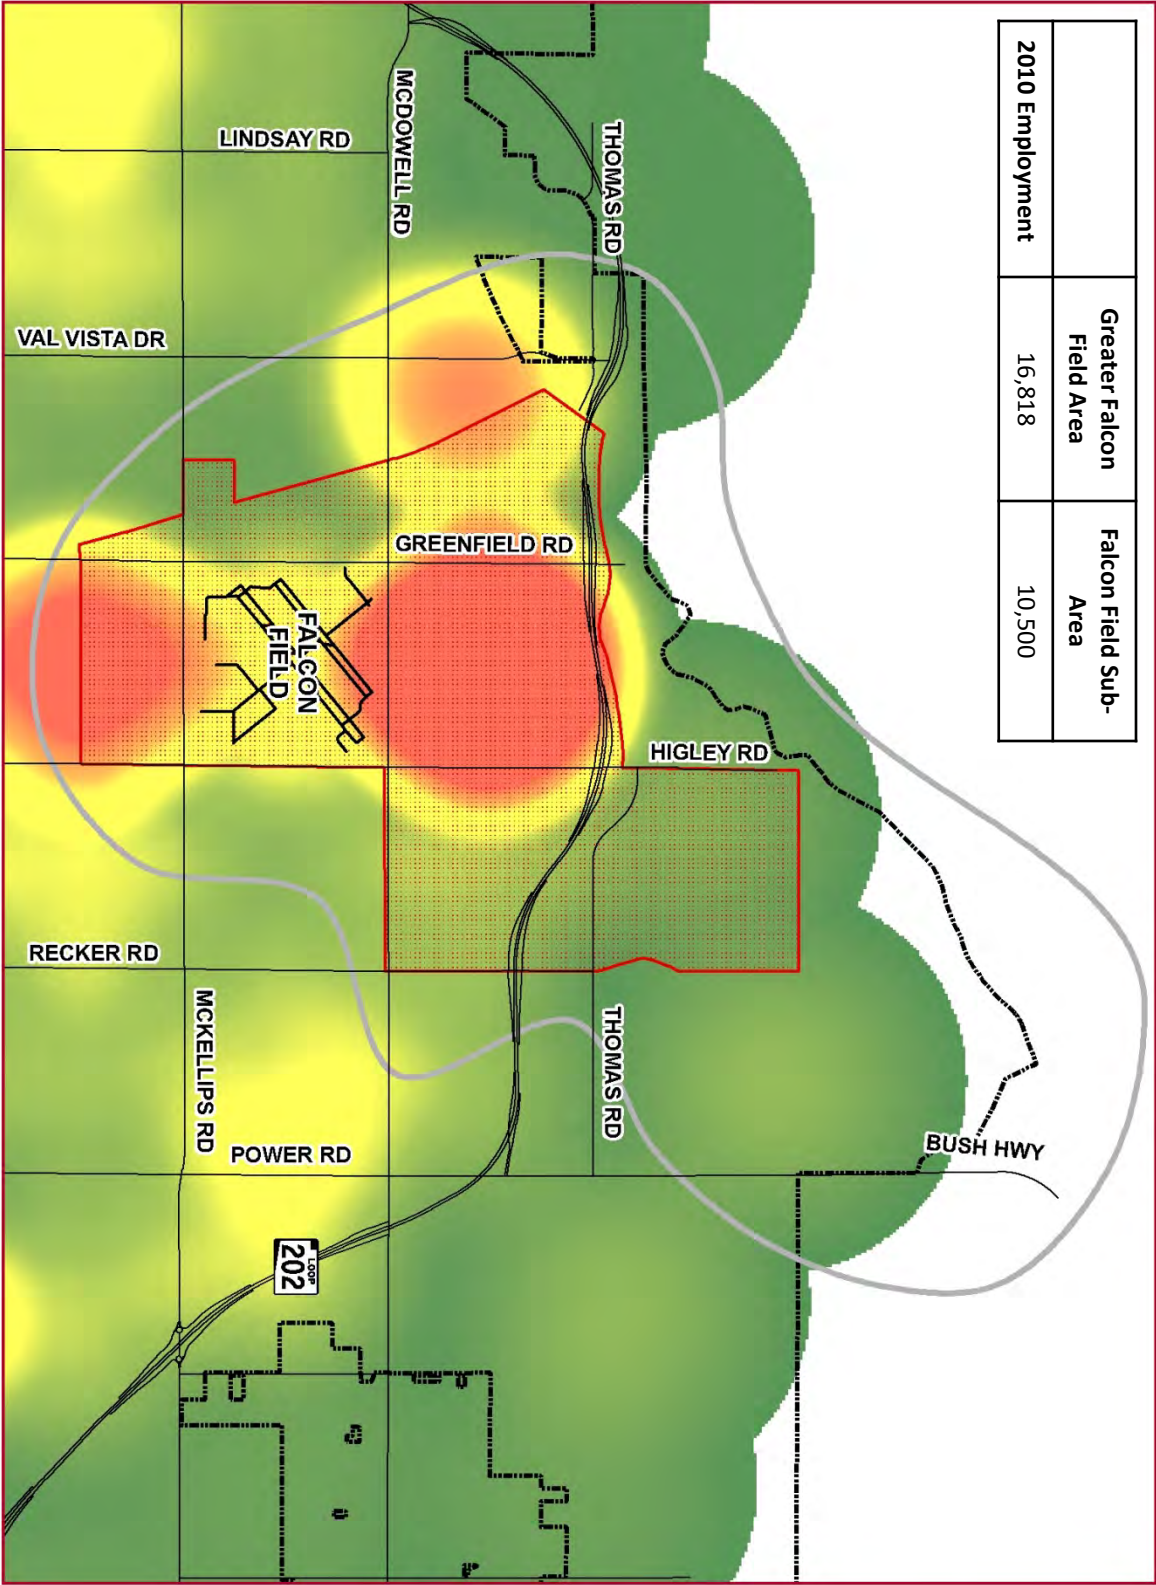 Greater Falcon
Field Area
Falcon Field Sub-
Area
2010 Employment
16,818
10,500
LINDSAY RD
MCDOWELL RD
THOMAS RD
VAL VISTA DR
GREENFIELD RD
FALCON
FIELD
HIGLEY RD
RECKER RD
MCKELLIPS RD
THOMAS RD
POWER RD
BUSH HWY
LOOP
202